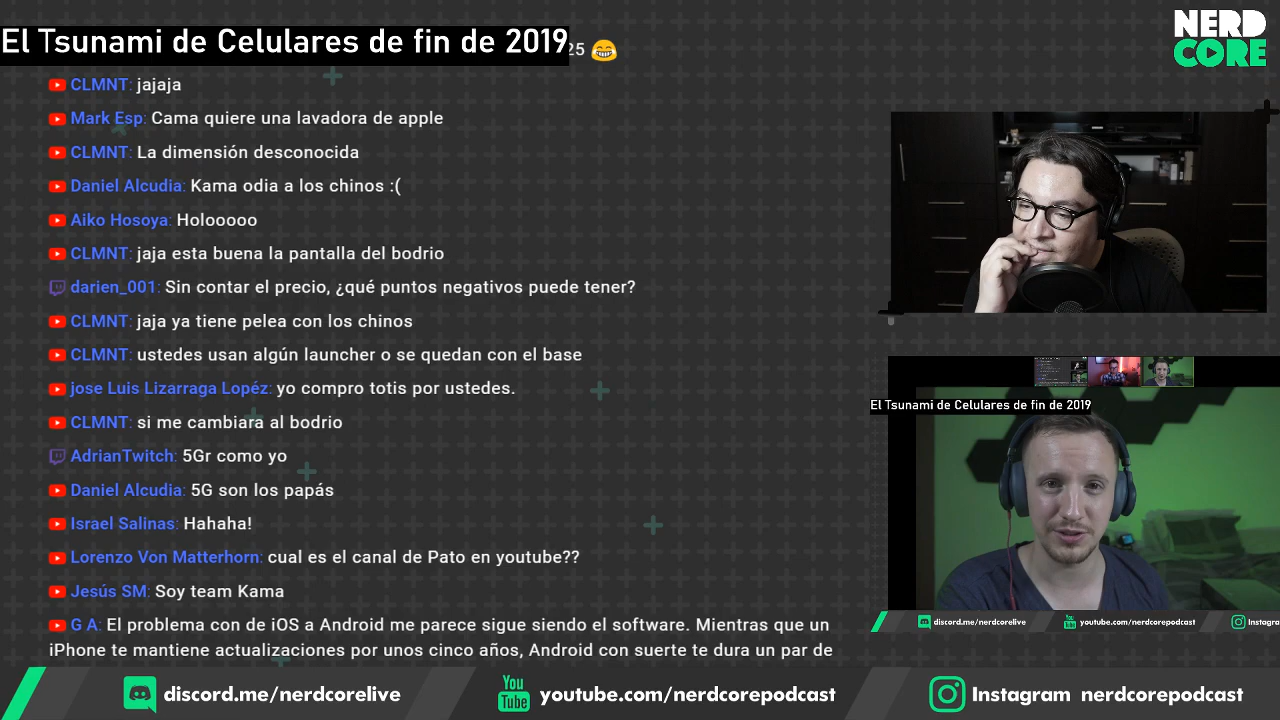 El Tsunami de Celulares de fin de 2019
25 😂
CLMNT: jajaja
Mark Esp: Cama quiere una lavadora de apple
CLMNT: La dimensión desconocida
Daniel Alcudia: Kama odia a los chinos :(
Aiko Hosoya: Holooooo
CLMNT: jaja esta buena la pantalla del bodrio
darien_001: Sin contar el precio, ¿qué puntos negativos puede tener?
CLMNT: jaja ya tiene pelea con los chinos
CLMNT: ustedes usan algún launcher o se quedan con el base
jose Luis Lizarraga Lopéz: yo compro totis por ustedes.
CLMNT: si me cambiara al bodrio
AdrianTwitch: 5Gr como yo
Daniel Alcudia: 5G son los papás
Israel Salinas: Hahaha!
Lorenzo Von Matterhorn: cual es el canal de Pato en youtube??
Jesús SM: Soy team Kama
G A: El problema con de iOS a Android me parece sigue siendo el software. Mientras que un
iPhone te mantiene actualizaciones por unos cinco años, Android con suerte te dura un par de
NERD
CORE
El Tsunami de Celulares de fin de 2019
discord.me/nerdcorelive
youtube.com/nerdcorepodcast
Instagra
discord.me/nerdcorelive
You
Tube
youtube.com/nerdcorepodcast
Instagram nerdcorepodcast